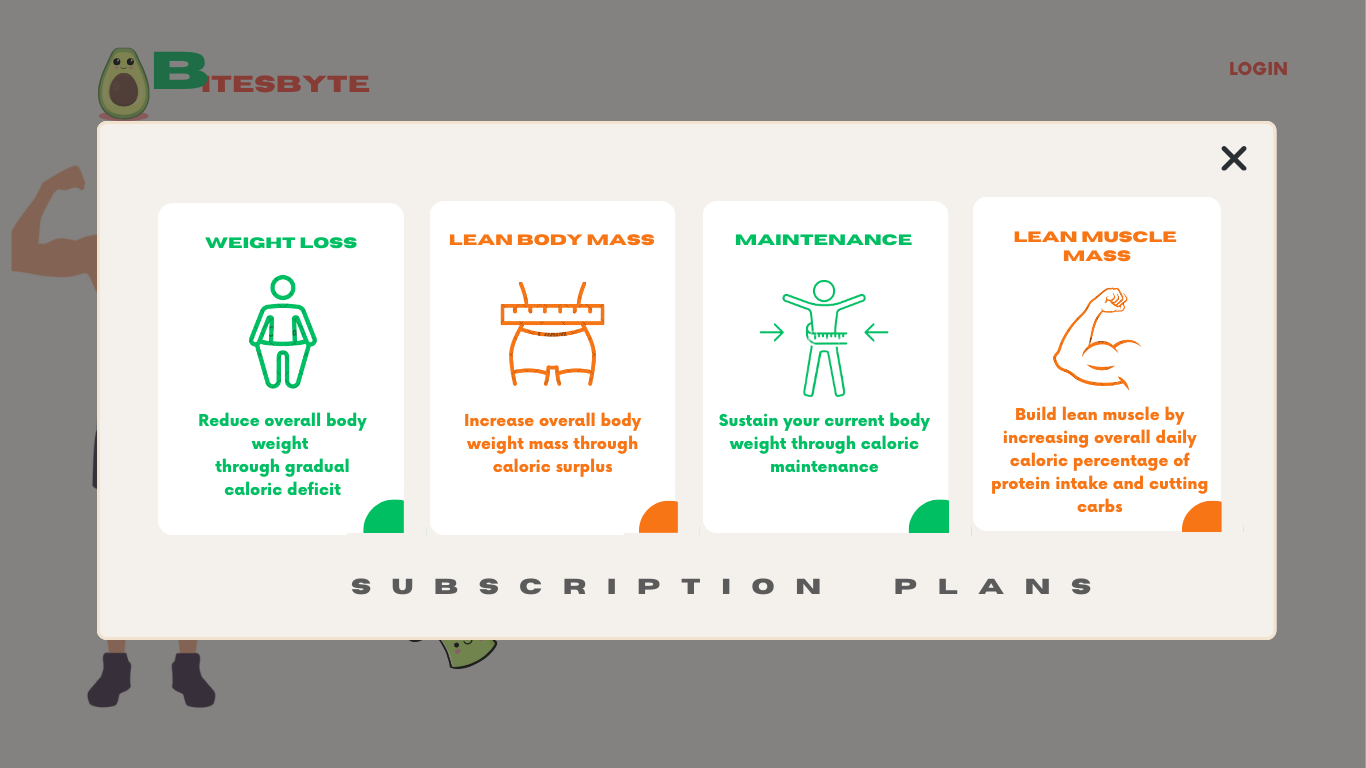 BITESBYTE
LOGIN
WEIGHT LOSS
Reduce overall body
weight
through gradual
caloric deficit
LEAN BODY MASS
Increase overall body
weight mass through
caloric surplus
MAINTENANCE
Sustain your current body
weight through caloric
maintenance
LEAN MUSCLE
MASS
Build lean muscle by
increasing overall daily
caloric percentage of
protein intake and cutting
carbs
SUBSCRIPTION PLANS